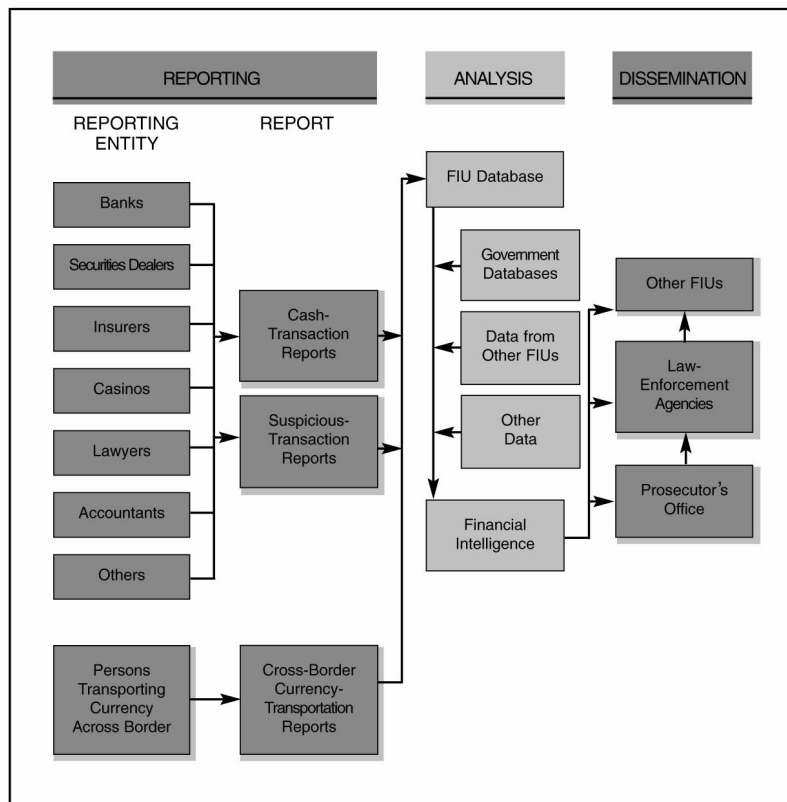 REPORTING
ANALYSIS
DISSEMINATION
REPORTING
ENTITY
REPORT
Banks
Securities Dealers
Insurers
Casinos
Lawyers
Accountants
Others
Persons
Transporting
Currency
Across Border
Cash-
Transaction
Reports
Suspicious-
Transaction
Reports
Cross-Border
Currency-
Transportation
Reports
FIU Database
Government
Databases
Data from
Other FIUs
Other
Data
Financial
Intelligence
Other FIUs
Law-
Enforcement
Agencies
Prosecutor's
Office